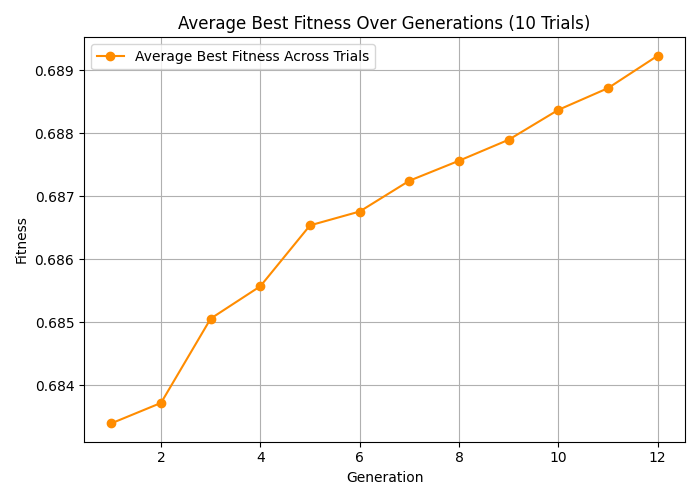 Average Best Fitness Over Generations (10 Trials)
Average Best Fitness Across Trials
Fitness
0.689
0.688
0.687
0.686
0.685
0.684
2 4 6 8 10 12
Generation